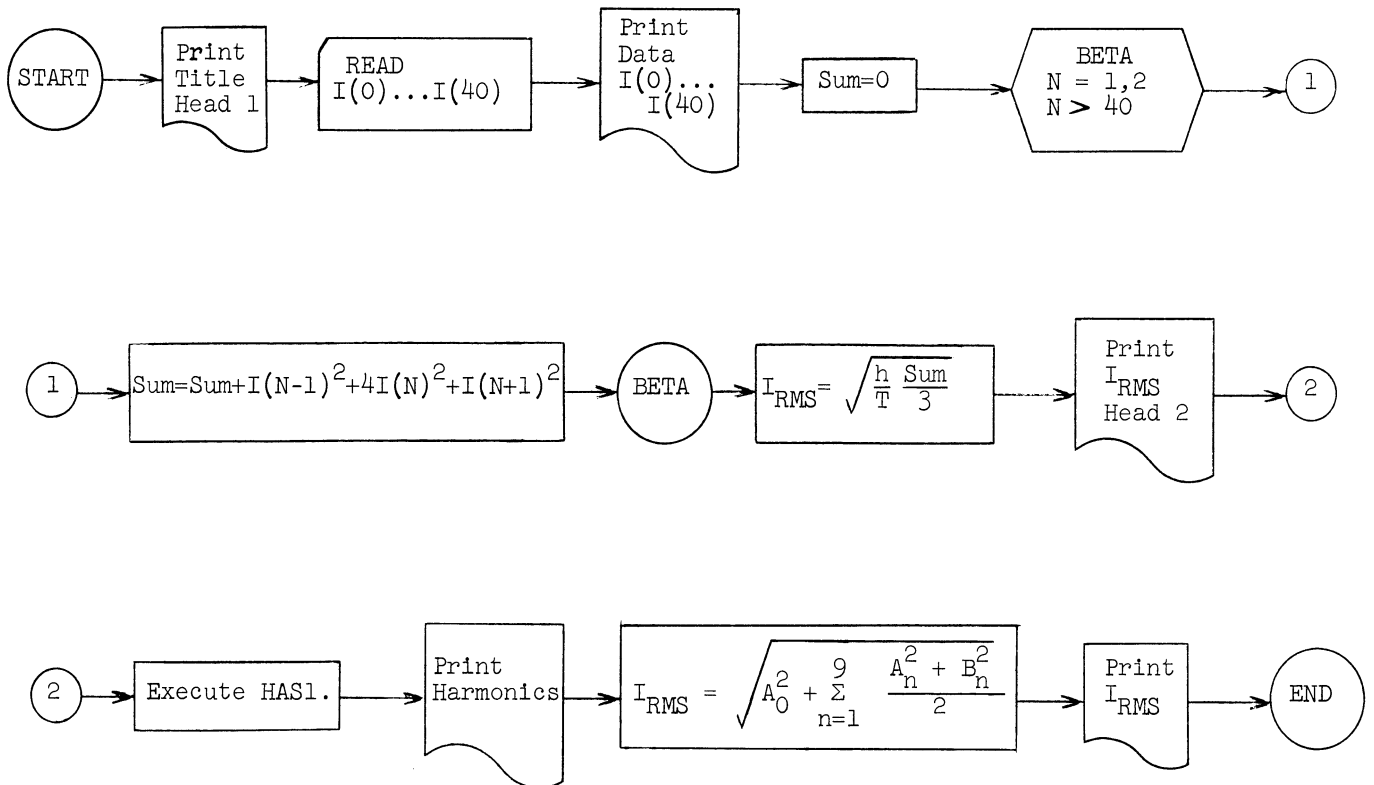 START
Print
Title
Head 1
READ
I(0)...I(40)
Print
Data
I(0)...
I(40)
Sum=0
BETA
N = 1,2
N > 40
1
1
Sum=Sum+I(N-1)²+4I(N)²+I(N+1)²
BETA
I_RMS = √(h/T Sum/3)
Print
I_RMS
Head 2
2
2
Execute HAS1.
Print
Harmonics
I_RMS = √(A_0² + Σ_{n=1}^{9} (A_n² + B_n²)/2)
Print
I_RMS
END